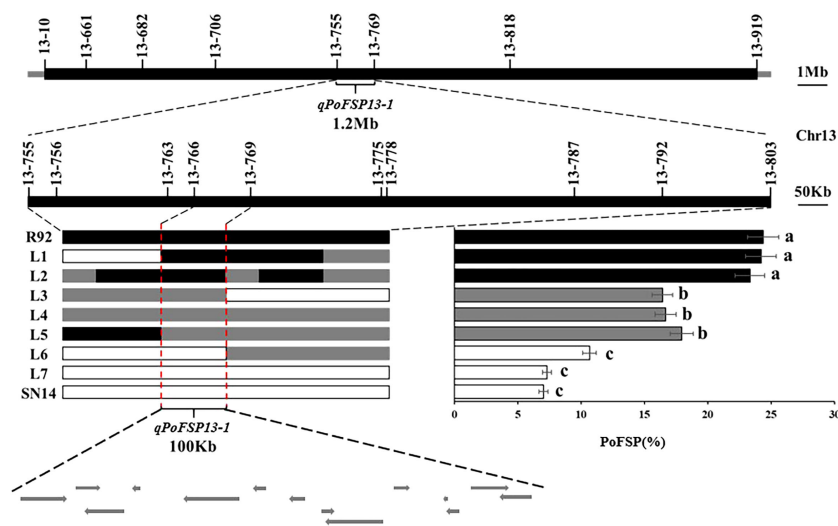 13-10 13-661 13-682 13-706 13-755 13-769 13-818 13-919
1Mb
qPoFSP13-1
1.2Mb
Chr13
13-755 13-756 13-763 13-766 13-769 13-775 13-778 13-787 13-792 13-803
50Kb
R92 a
L1 a
L2 a
L3 b
L4 b
L5 b
L6 c
L7 c
SN14 c
0 5 10 15 20 25 30
qPoFSP13-1
100Kb
PoFSP(%)